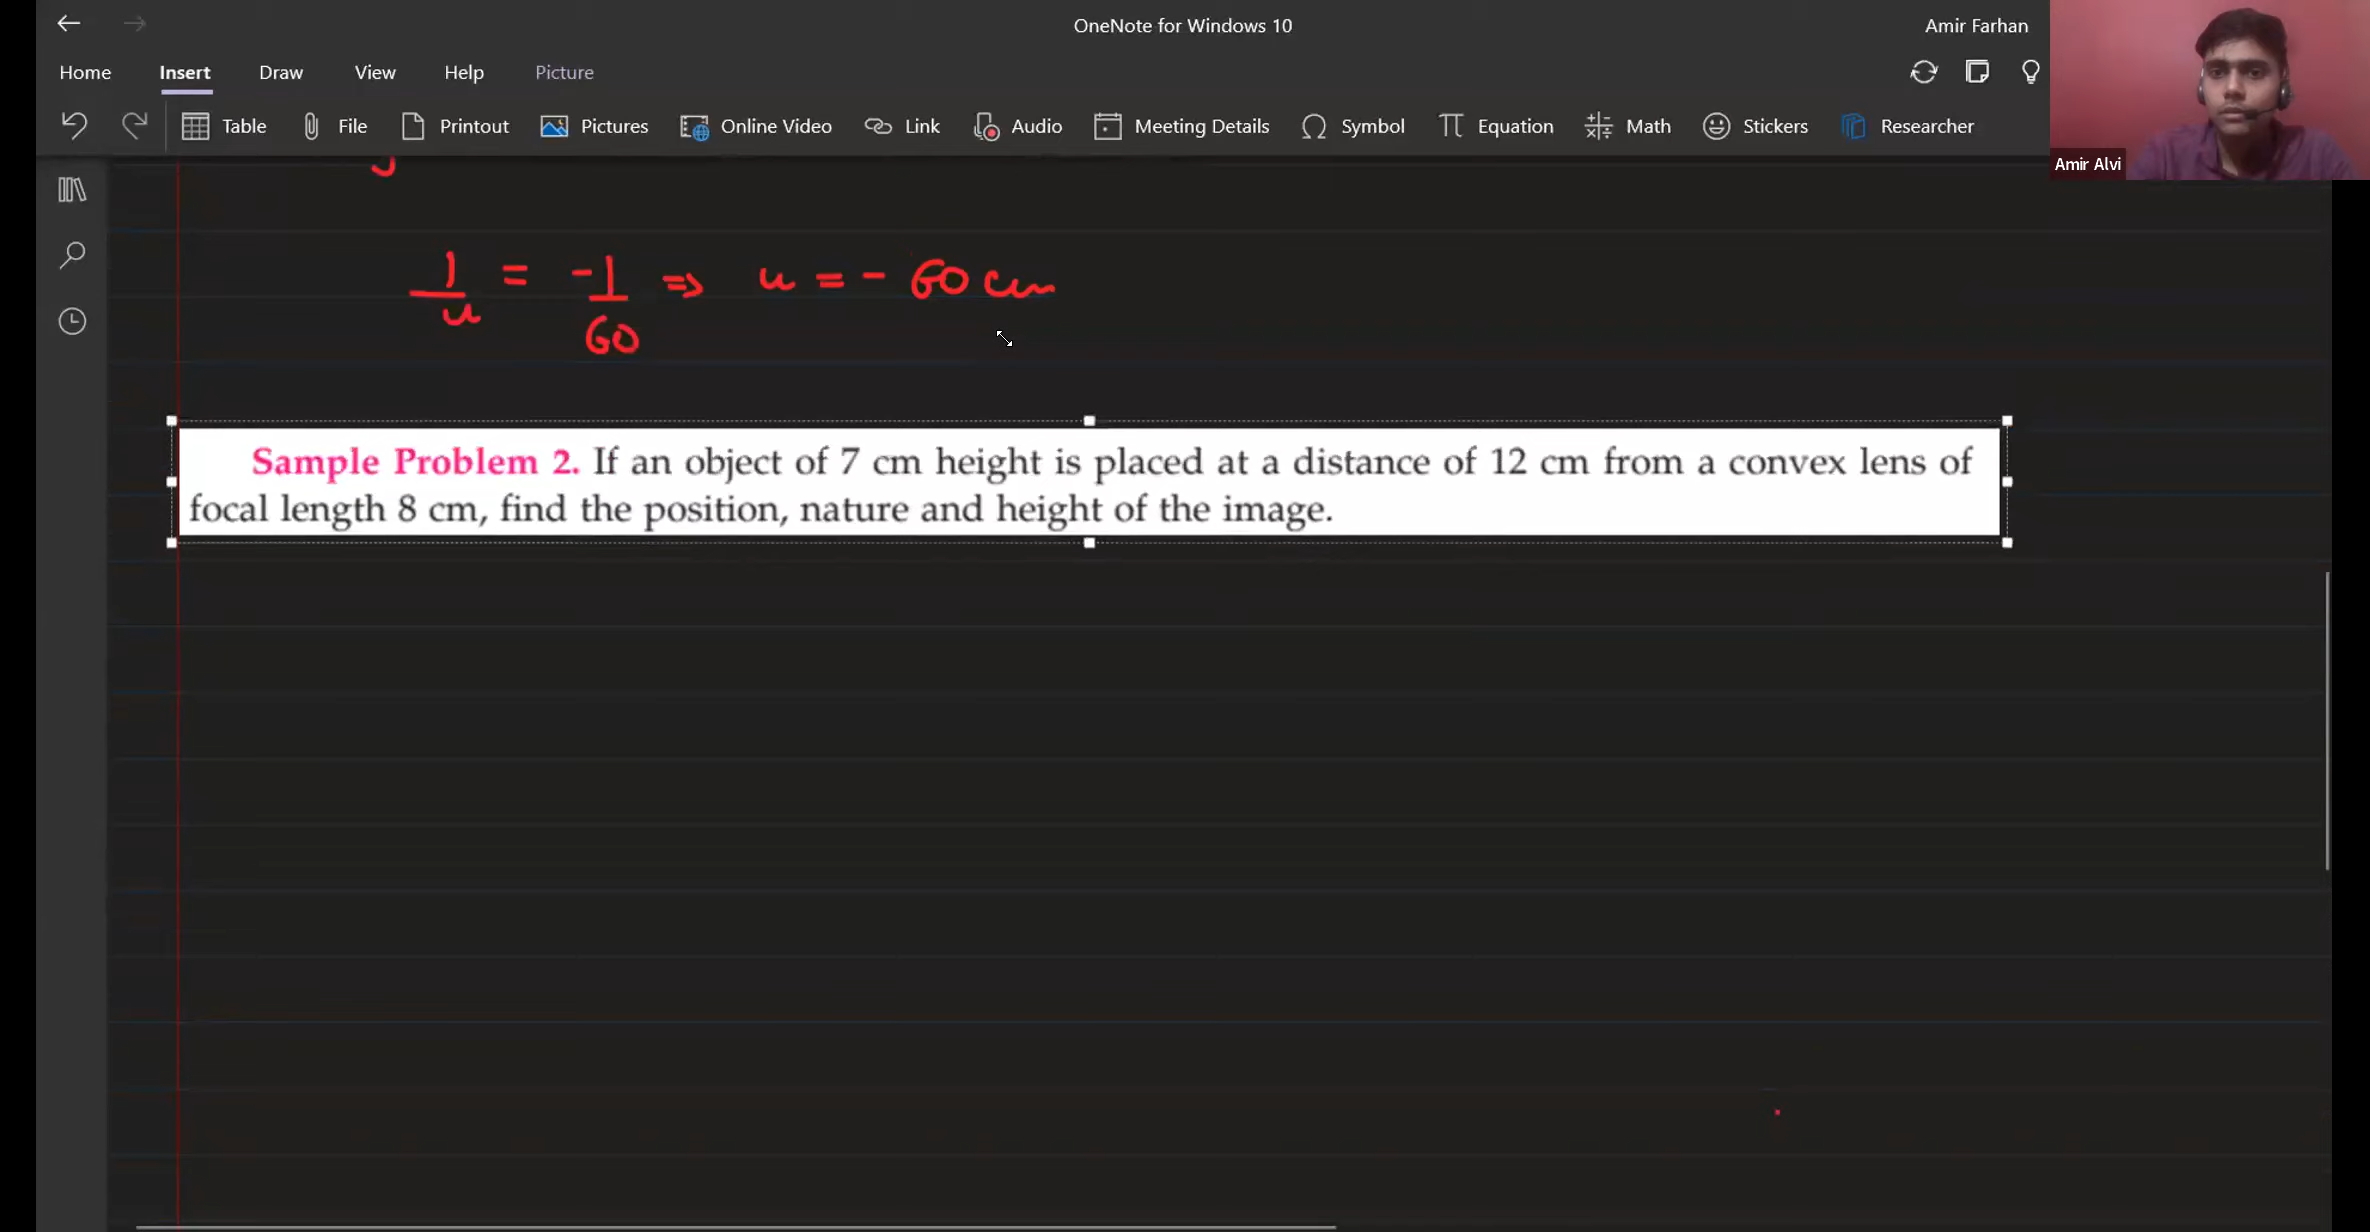 OneNote for Windows 10
Amir Farhan
Home Insert Draw View Help Picture
Table File Printout Pictures Online Video Link Audio Meeting Details Symbol Equation Math Stickers Researcher
Amir Alvi
1/u = -1/60 ⇒ u = - 60 cm
Sample Problem 2. If an object of 7 cm height is placed at a distance of 12 cm from a convex lens of
focal length 8 cm, find the position, nature and height of the image.